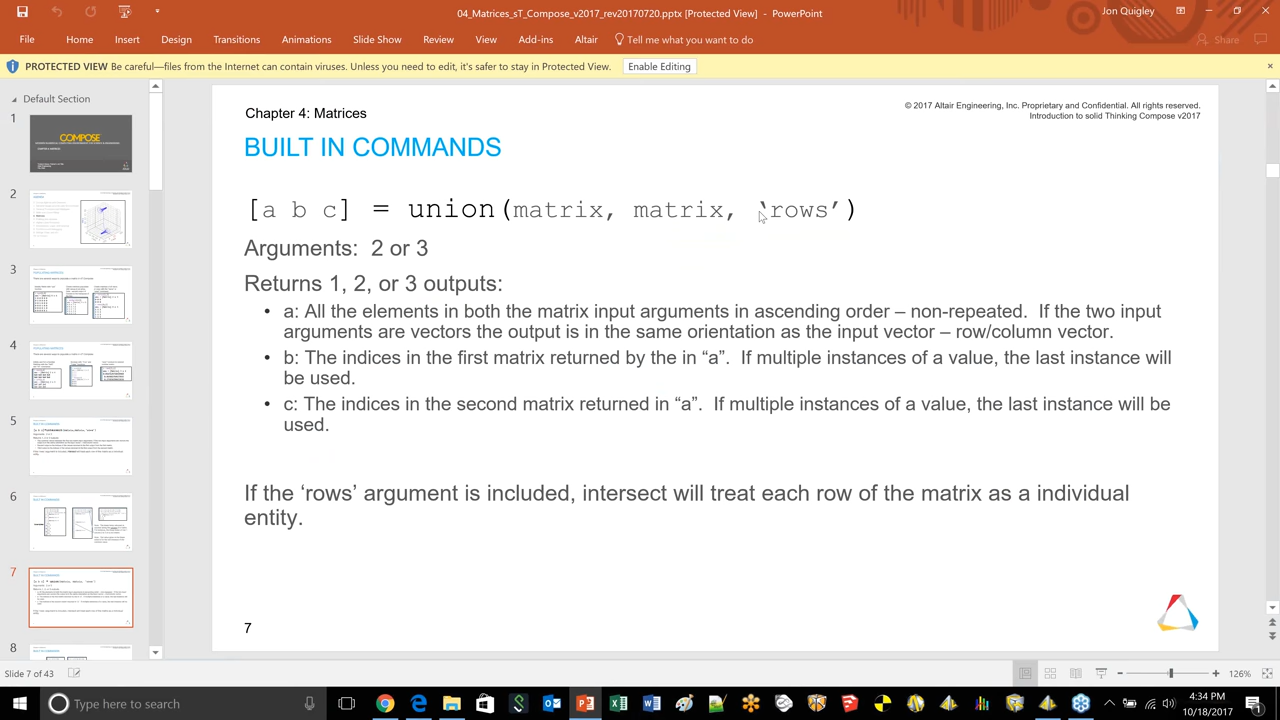 04_Matrices_sT_Compose_v2017_rev20170720.pptx [Protected View] - PowerPoint
Jon Quigley
File Home Insert Design Transitions Animations Slide Show Review View Add-ins Altair Tell me what you want to do Share
PROTECTED VIEW Be careful—files from the Internet can contain viruses. Unless you need to edit, it's safer to stay in Protected View. Enable Editing
Default Section
1
COMPOSE
2
3
4
5
6
7
8
Chapter 4: Matrices
© 2017 Altair Engineering, Inc. Proprietary and Confidential. All rights reserved.
Introduction to solid Thinking Compose v2017
BUILT IN COMMANDS
[a b c] = union(matrix, matrix, ‘rows’)
Arguments: 2 or 3
Returns 1, 2, or 3 outputs:
• a: All the elements in both the matrix input arguments in ascending order – non-repeated. If the two input
arguments are vectors the output is in the same orientation as the input vector – row/column vector.
• b: The indices in the first matrix returned by the in “a”. If multiple instances of a value, the last instance will
be used.
• c: The indices in the second matrix returned in “a”. If multiple instances of a value, the last instance will be
used.
If the ‘rows’ argument is included, intersect will treat each row of the matrix as a individual
entity.
7
Slide 7 of 43
126%
Type here to search
4:34 PM
10/18/2017